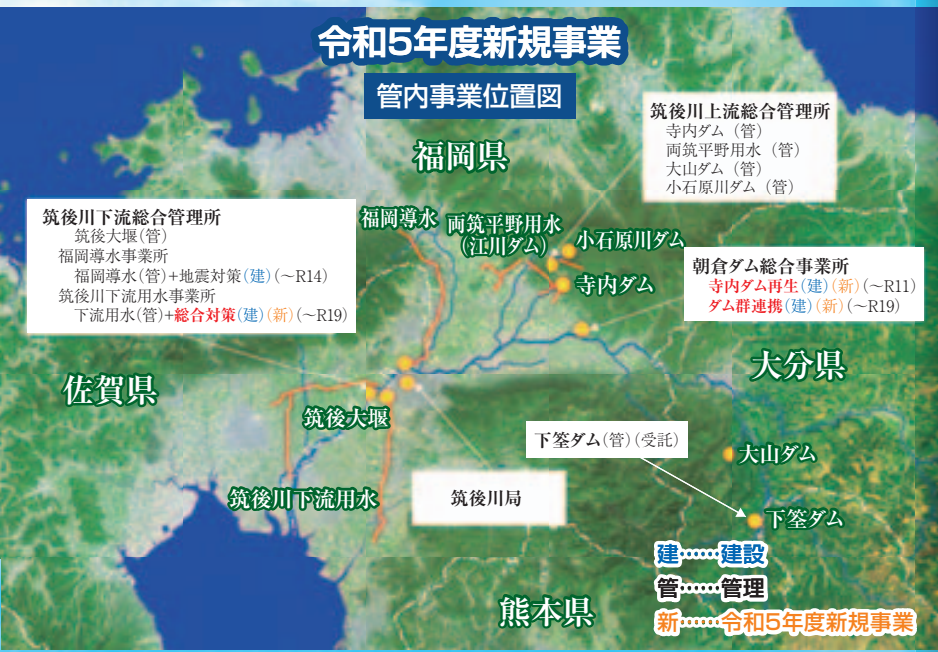 令和5年度新規事業
管内事業位置図
筑後川上流総合管理所
寺内ダム（管）
両筑平野用水（管）
大山ダム（管）
小石原川ダム（管）
福岡県
筑後川下流総合管理所
筑後大堰(管)
福岡導水事業所
福岡導水(管)+地震対策(建)(～R14)
筑後川下流用水事業所
下流用水(管)+総合対策(建)(新)(～R19)
福岡導水
両筑平野用水
(江川ダム)
小石原川ダム
寺内ダム
朝倉ダム総合事業所
寺内ダム再生(建)(新)(～R11)
ダム群連携(建)(新)(～R19)
佐賀県
大分県
筑後大堰
下筌ダム(管)(受託)
大山ダム
筑後川下流用水
筑後川局
下筌ダム
建……建設
管……管理
新……令和5年度新規事業
熊本県